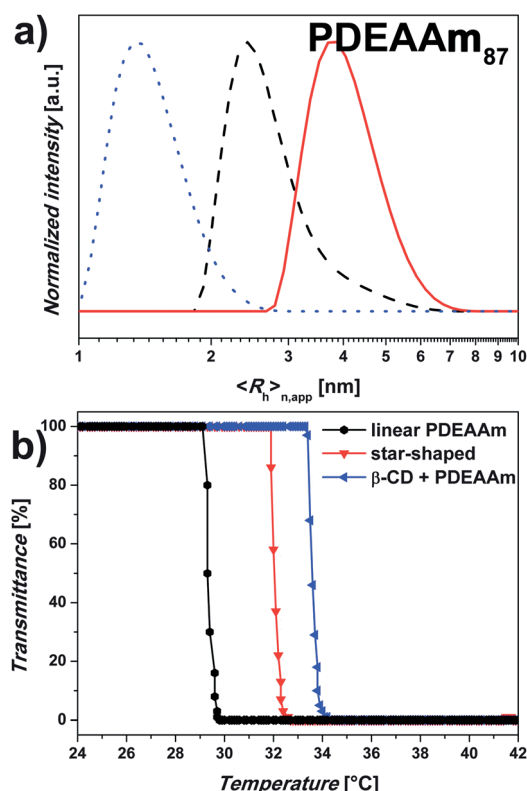 a)
PDEAAm87
Normalized intensity [a.u.]
1 2 3 4 5 6 7 8 9 10
<Rh>n,app [nm]
b)
linear PDEAAm
star-shaped
β-CD + PDEAAm
Transmittance [%]
100
80
60
40
20
0
24 26 28 30 32 34 36 38 40 42
Temperature [°C]